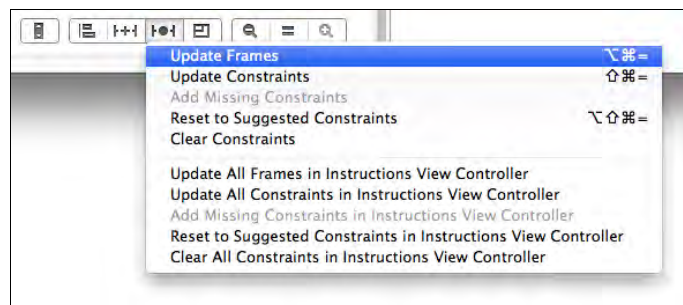 Update Frames ⌥⌘=
Update Constraints ⇧⌘=
Add Missing Constraints
Reset to Suggested Constraints ⌥⇧⌘=
Clear Constraints
Update All Frames in Instructions View Controller
Update All Constraints in Instructions View Controller
Add Missing Constraints in Instructions View Controller
Reset to Suggested Constraints in Instructions View Controller
Clear All Constraints in Instructions View Controller